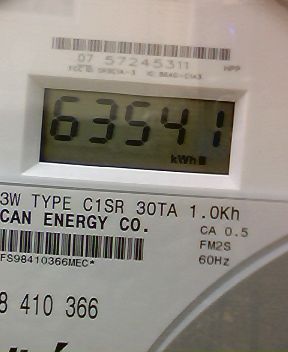 07 57245311 HPP
63541
kWh
3W TYPE C1SR 30TA 1.0Kh
CAN ENERGY CO.
CA 0.5
FM2S
60Hz
FS98410366MEC*
8 410 366